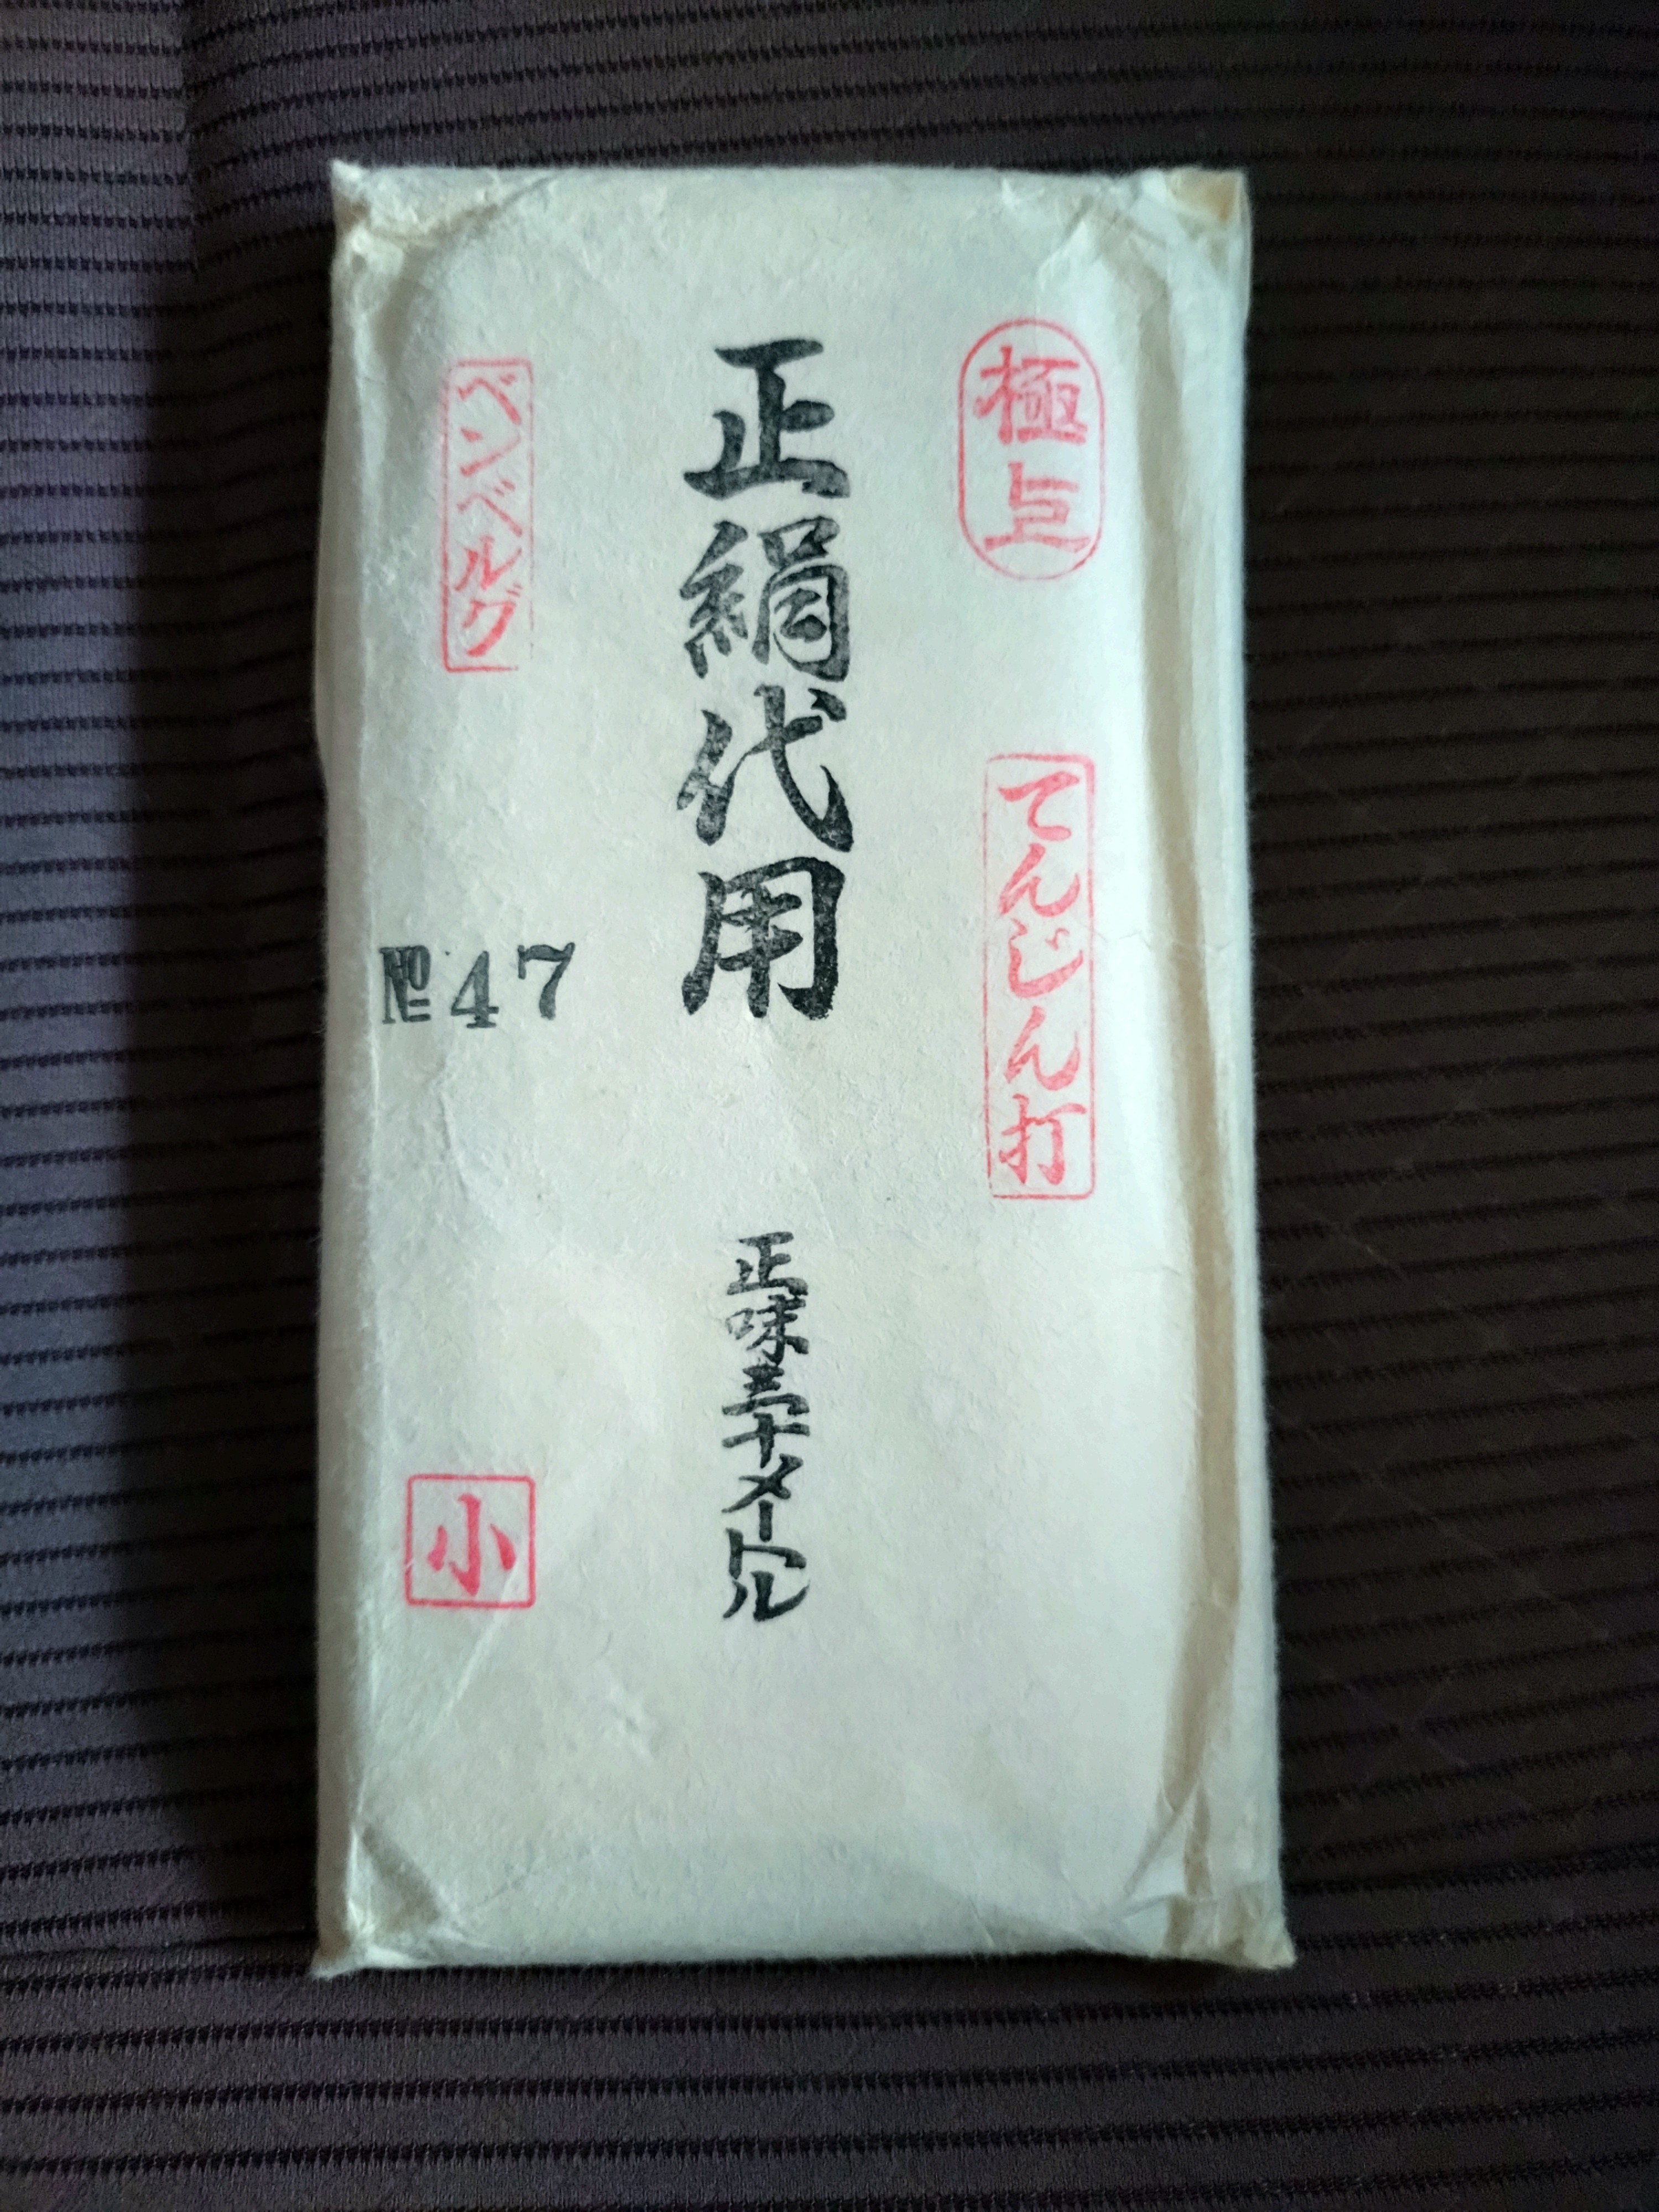 極上
てんじん打
正絹代用
正味三十メートル
ベンベルグ
№47
小